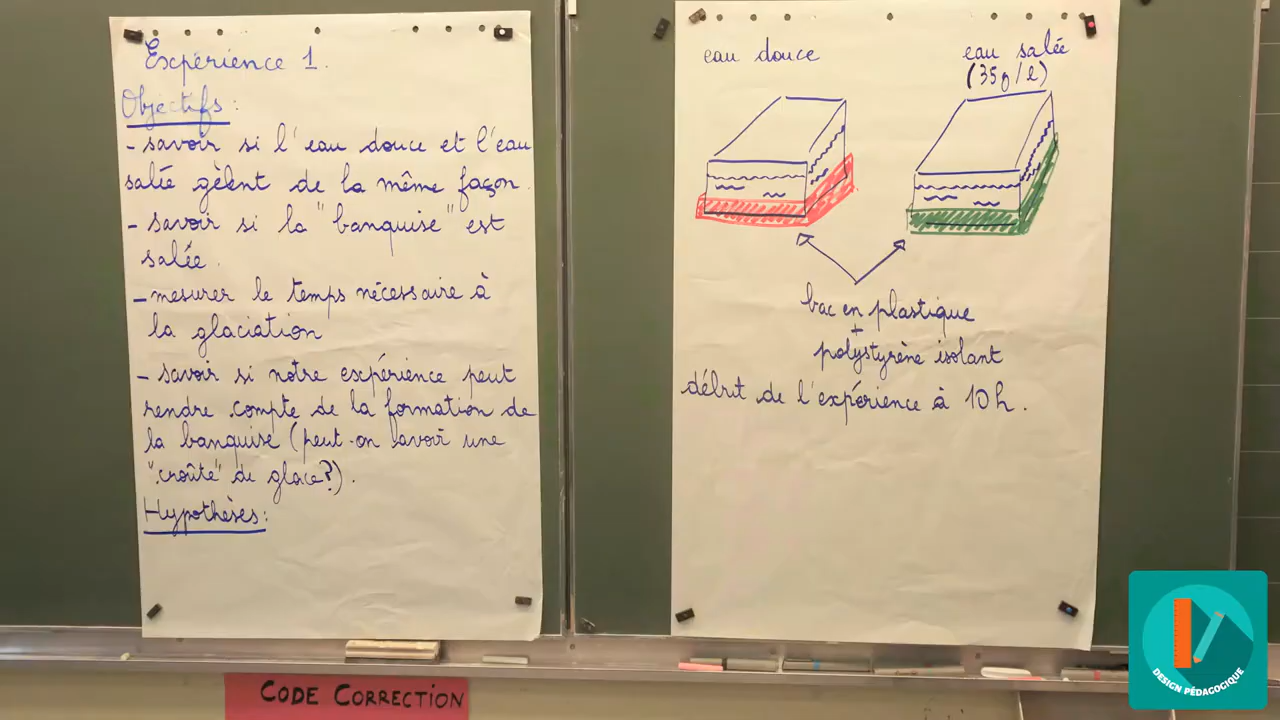 Expérience 1.
Objectifs :
- savoir si l'eau douce et l'eau
salée gèlent de la même façon.
- savoir si la "banquise" est
salée.
- mesurer le temps nécessaire à
la glaciation
- savoir si notre expérience peut
rendre compte de la formation de
la banquise (peut-on avoir une
"croûte" de glace?).
Hypothèses :
eau douce
eau salée
(35g/l)
bac en plastique
+
polystyrène isolant
début de l'expérience à 10h.
CODE CORRECTION
DESIGN PÉDAGOGIQUE